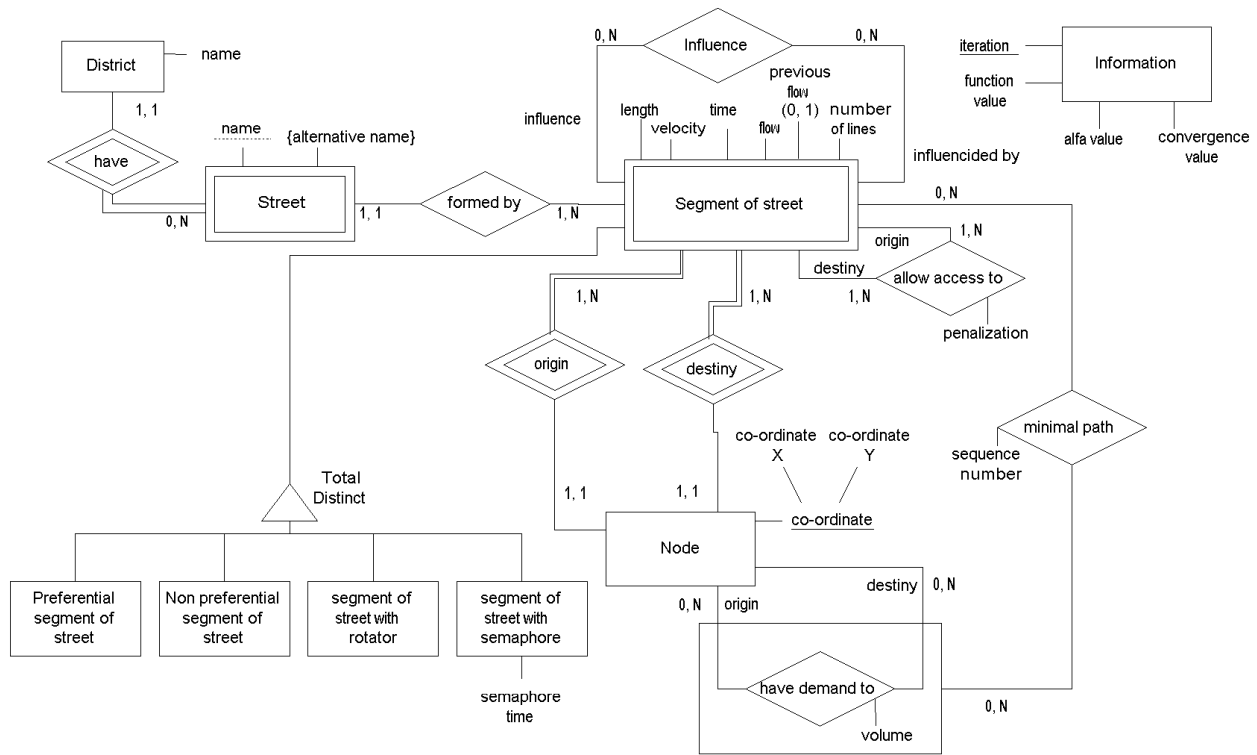 District
name
1, 1
have
0, N
name
{alternative name}
Street
1, 1
formed by
1, N
0, N
Influence
0, N
influence
length
velocity
time
flow
previous
flow
(0, 1)
number
of lines
influencided by
Segment of street
0, N
origin
1, N
destiny
1, N
allow access to
penalization
iteration
function
value
Information
alfa value
convergence
value
1, N
origin
1, N
destiny
1, 1
1, 1
co-ordinate
X
co-ordinate
Y
co-ordinate
minimal path
sequence
number
Node
Total
Distinct
Preferential
segment of
street
Non preferential
segment of
street
segment of
street with
rotator
segment of
street with
semaphore
semaphore
time
0, N
origin
destiny
0, N
have demand to
volume
0, N